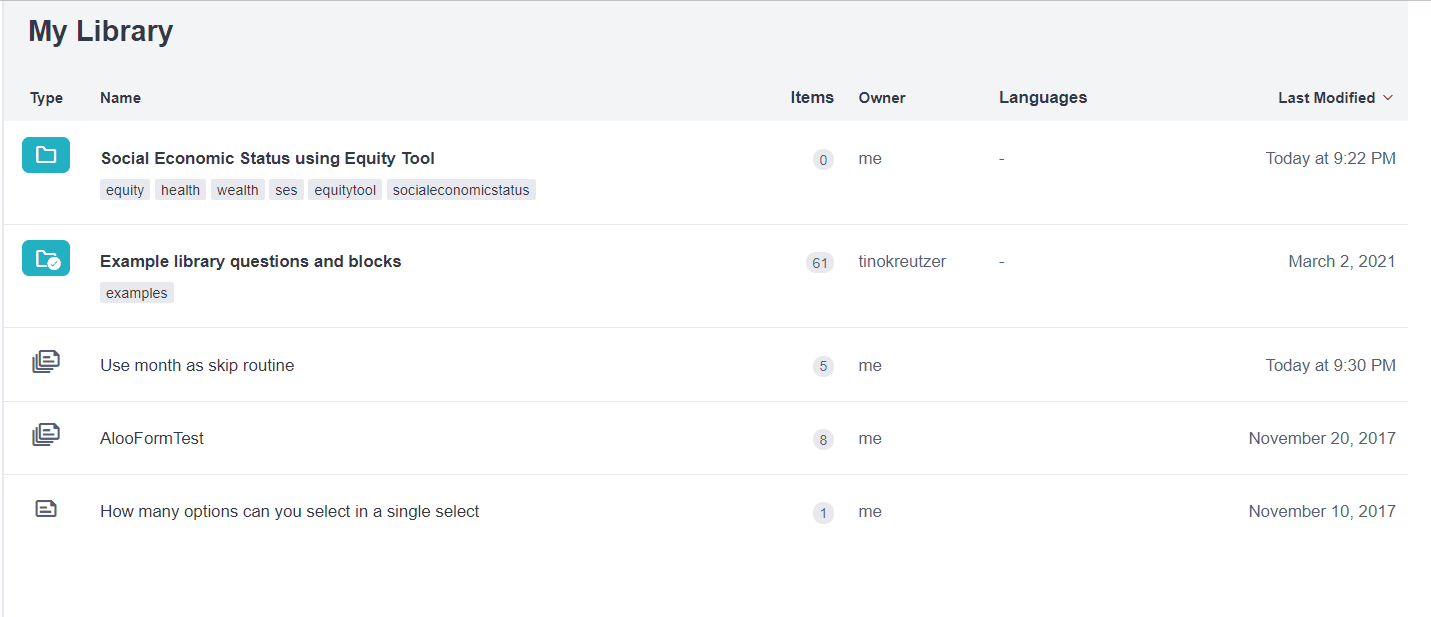 My Library
Type Name Items Owner Languages Last Modified
Social Economic Status using Equity Tool 0 me - Today at 9:22 PM
equity health wealth ses equitytool socialeconomicstatus
Example library questions and blocks 61 tinokreutzer - March 2, 2021
examples
Use month as skip routine 5 me Today at 9:30 PM
AlooFormTest 8 me November 20, 2017
How many options can you select in a single select 1 me November 10, 2017